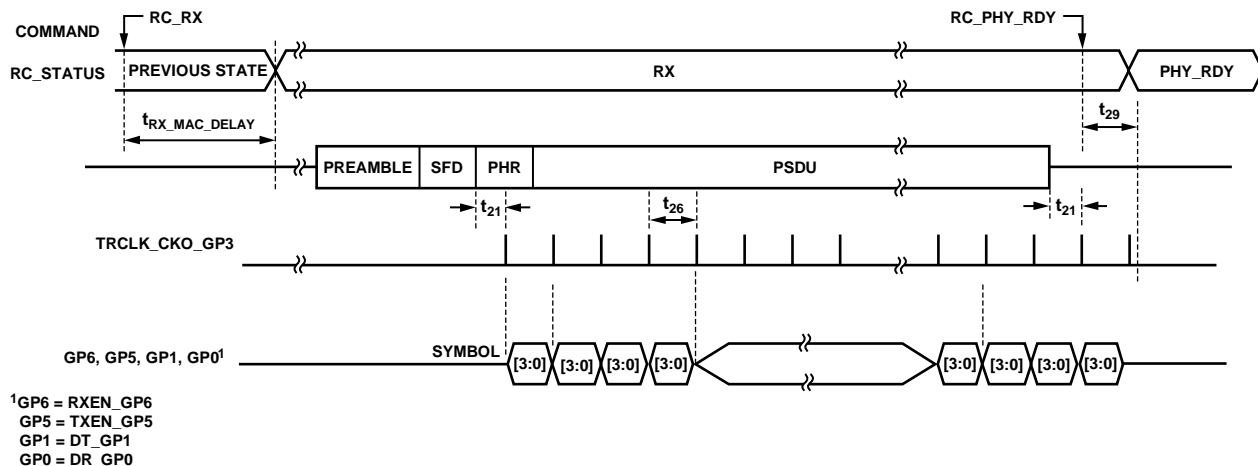 COMMAND
RC_RX
RC_PHY_RDY
RC_STATUS
PREVIOUS STATE
RX
PHY_RDY
tRX_MAC_DELAY
t29
PREAMBLE
SFD
PHR
PSDU
t21
t26
t21
TRCLK_CKO_GP3
GP6, GP5, GP1, GP0¹
SYMBOL
[3:0]
[3:0]
[3:0]
[3:0]
[3:0]
[3:0]
[3:0]
[3:0]
¹GP6 = RXEN_GP6
GP5 = TXEN_GP5
GP1 = DT_GP1
GP0 = DR_GP0